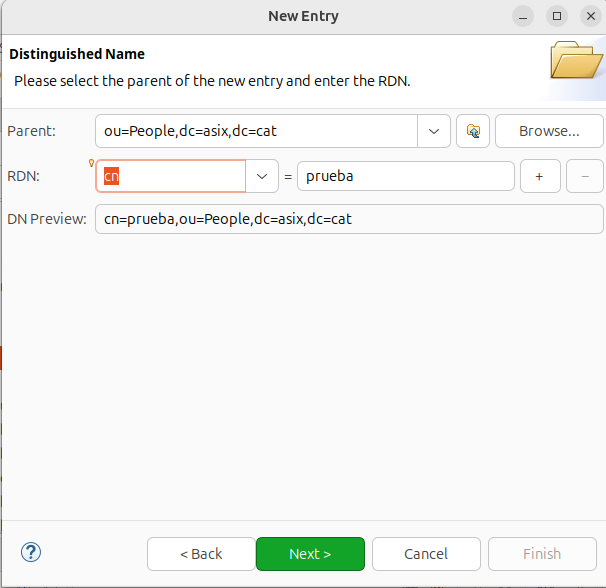 New Entry
Distinguished Name
Please select the parent of the new entry and enter the RDN.
Parent: ou=People,dc=asix,dc=cat Browse...
RDN: cn = prueba + −
DN Preview: cn=prueba,ou=People,dc=asix,dc=cat
? < Back Next > Cancel Finish